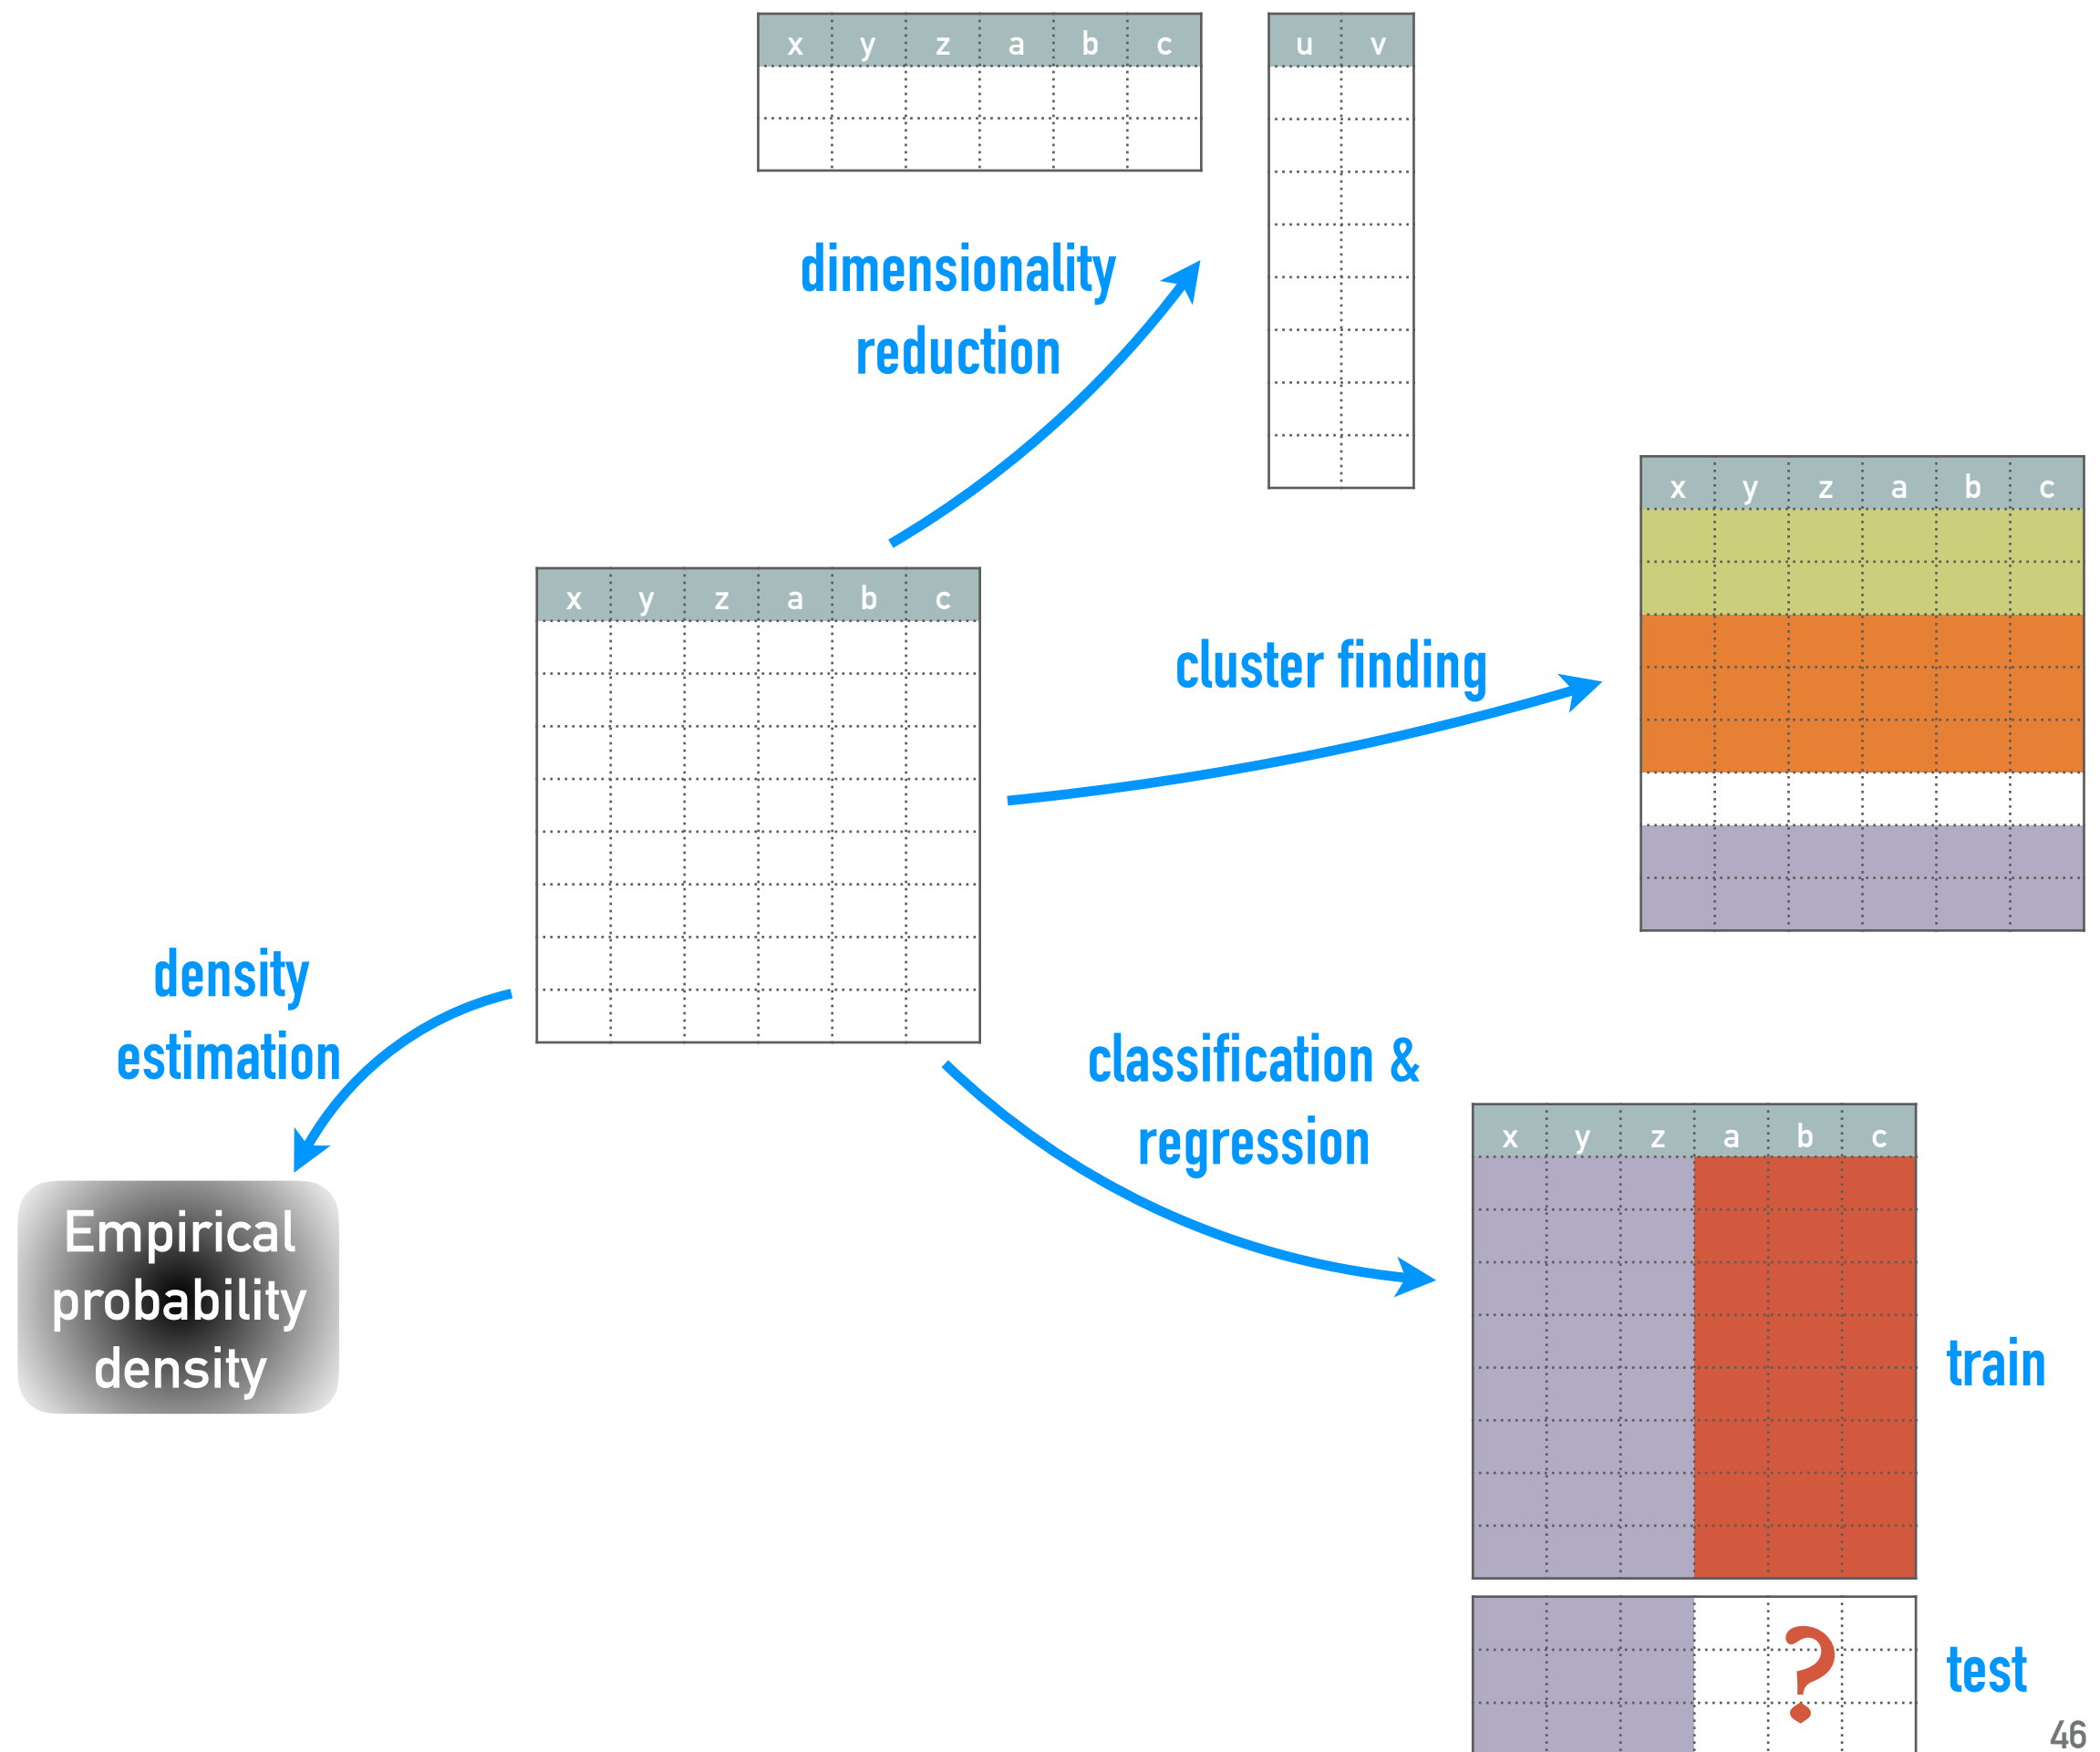 x y z a b c
u v
dimensionality
reduction
x y z a b c
x y z a b c
cluster finding
density
estimation
classification &
regression
x y z a b c
Empirical
probability
density
train
?
test
46